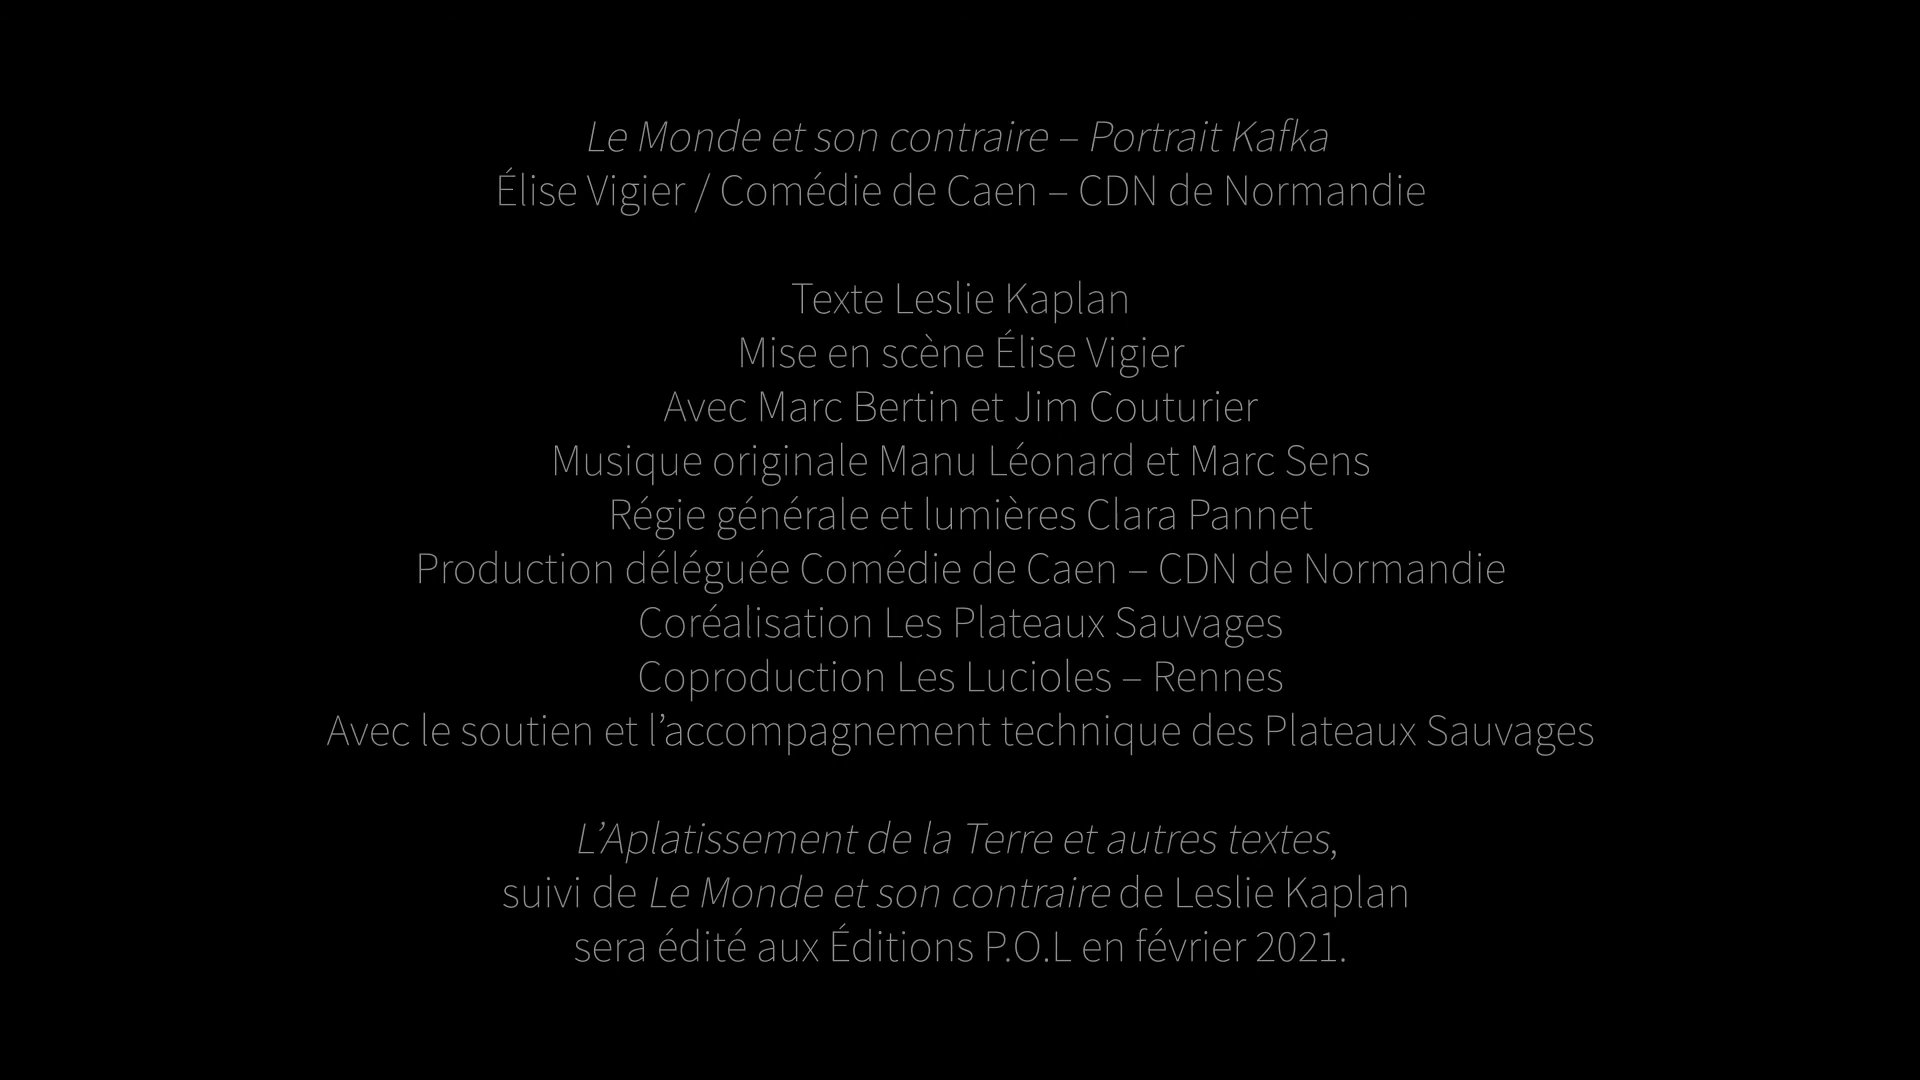 Le Monde et son contraire – Portrait Kafka
Élise Vigier / Comédie de Caen – CDN de Normandie
Texte Leslie Kaplan
Mise en scène Élise Vigier
Avec Marc Bertin et Jim Couturier
Musique originale Manu Léonard et Marc Sens
Régie générale et lumières Clara Pannet
Production déléguée Comédie de Caen – CDN de Normandie
Coréalisation Les Plateaux Sauvages
Coproduction Les Lucioles – Rennes
Avec le soutien et l’accompagnement technique des Plateaux Sauvages
L’Aplatissement de la Terre et autres textes,
suivi de Le Monde et son contraire de Leslie Kaplan
sera édité aux Éditions P.O.L en février 2021.